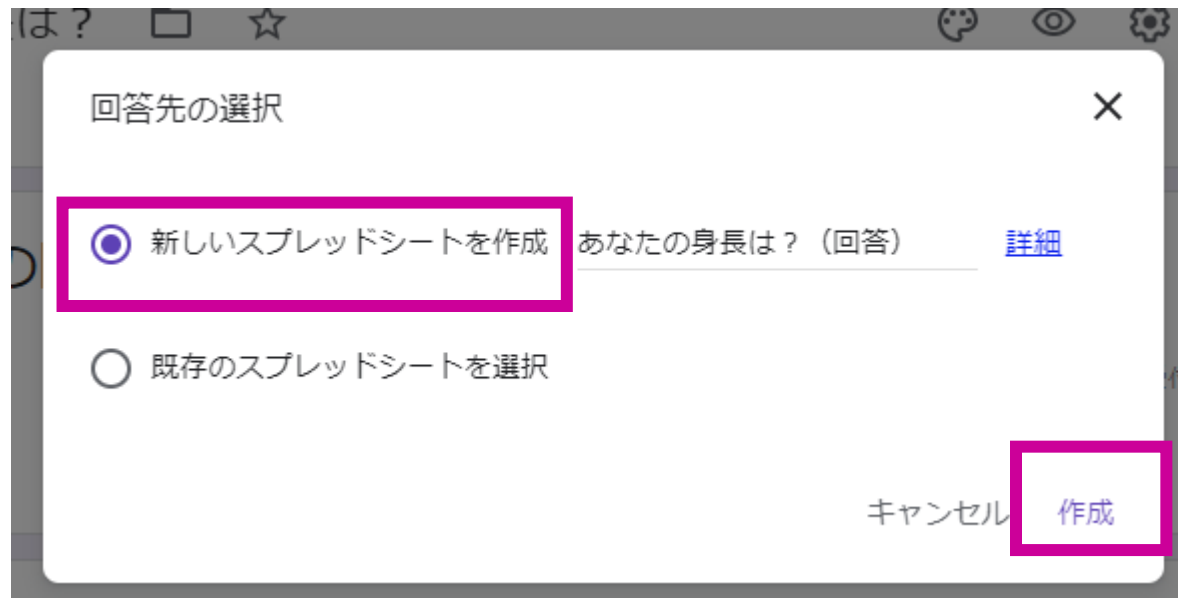 は？
回答先の選択
新しいスプレッドシートを作成 あなたの身長は？（回答） 詳細
既存のスプレッドシートを選択
キャンセル 作成